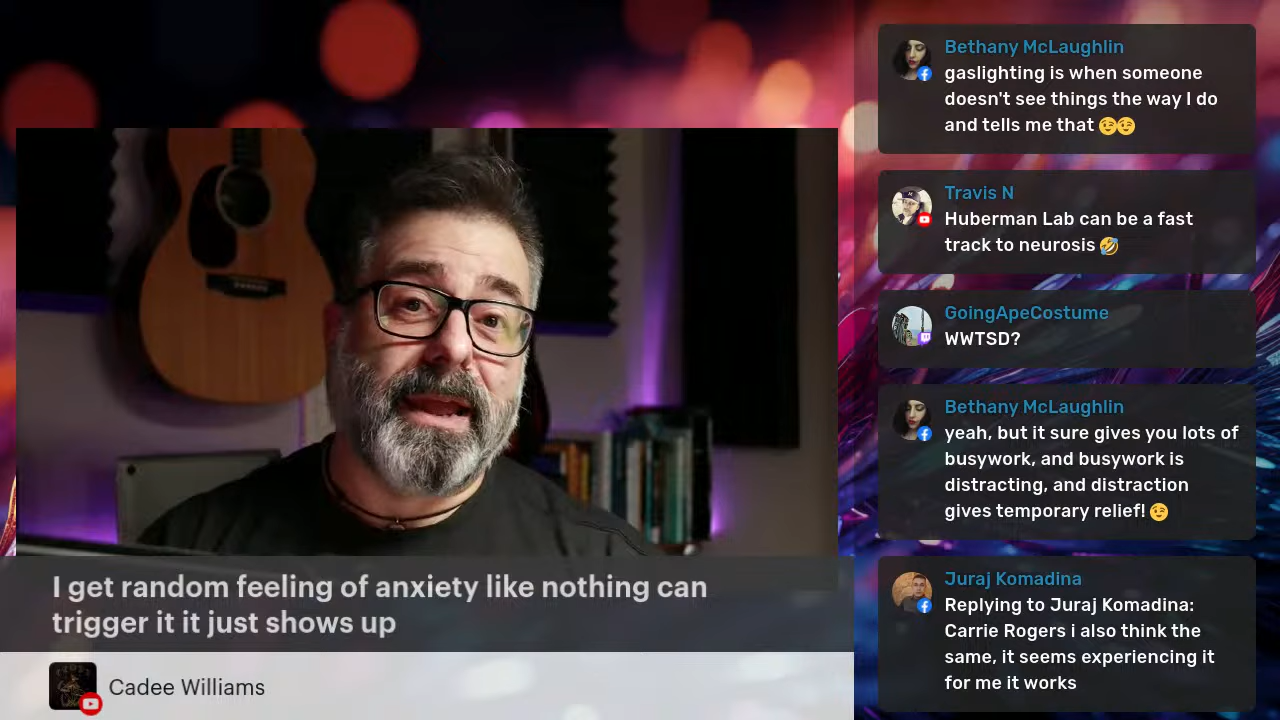 I get random feeling of anxiety like nothing can
trigger it it just shows up
Cadee Williams
Bethany McLaughlin
gaslighting is when someone
doesn't see things the way I do
and tells me that 😉😉
Travis N
Huberman Lab can be a fast
track to neurosis 🤣
GoingApeCostume
WWTSD?
Bethany McLaughlin
yeah, but it sure gives you lots of
busywork, and busywork is
distracting, and distraction
gives temporary relief! 😉
Juraj Komadina
Replying to Juraj Komadina:
Carrie Rogers i also think the
same, it seems experiencing it
for me it works